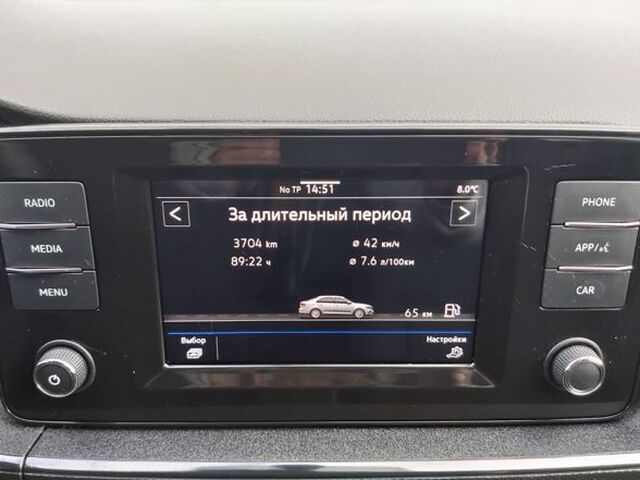 No TP 14:51 8.0°C
RADIO
MEDIA
MENU
PHONE
APP/
CAR
< За длительный период >
3704 km ø 42 км/ч
89:22 ч ø 7.6 л/100км
65 км
Выбор Настройки